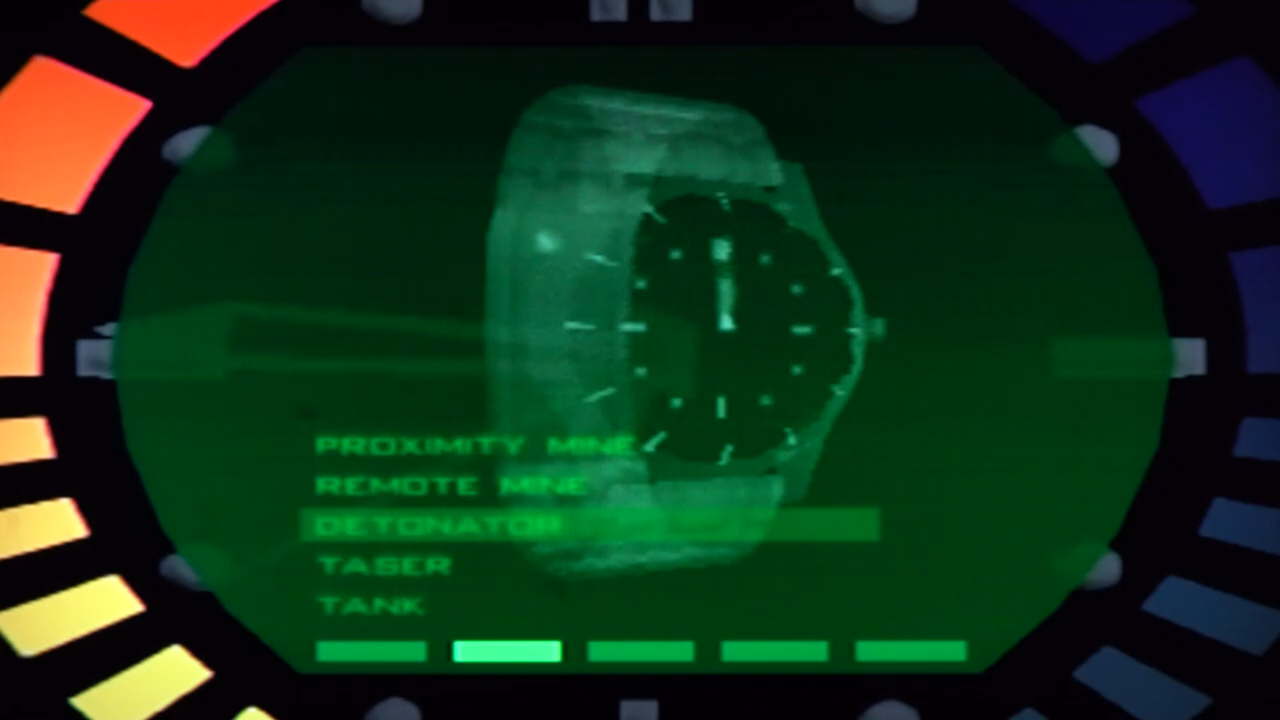 PROXIMITY MINE
REMOTE MINE
DETONATOR
TASER
TANK